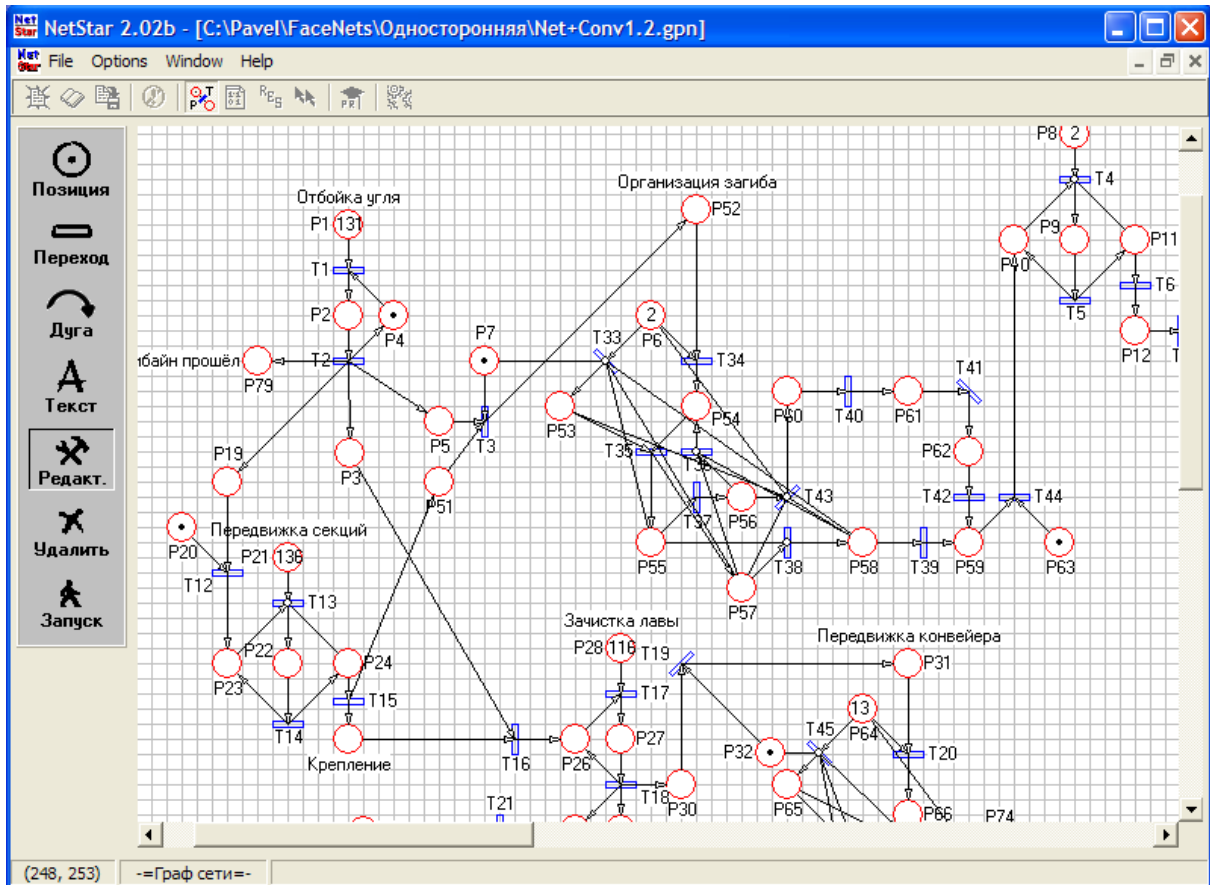 NetStar 2.02b - [C:\Pavel\FaceNets\Односторонняя\Net+Conv1.2.gpn]
File Options Window Help
Позиция
Переход
Дуга
Текст
Редакт.
Удалить
Запуск
P8 2
T4
Организация загиба
Отбойка угля
P52
P1 131
P9
P11
P40
T1
T6
T5
P2
P4
P7
2
T33
P6
P12
T
ибайн прошёл
T2
T34
T41
P79
P54
P60
T40
P61
P53
P5
T3
P62
P19
P3
T35
T36
P51
P56
T43
T42
T44
T37
P20
Передвижка секций
P21 136
P55
T38
P58
T39
P59
P63
T12
P57
T13
Зачистка лавы
Передвижка конвейера
P28 116
T19
P31
P22
P24
P23
T15
T17
13
T14
T45
P64
P27
P32
T20
Крепление
T16
P26
T18
P30
P65
T21
P66
P74
(248, 253)
-=Граф сети=-